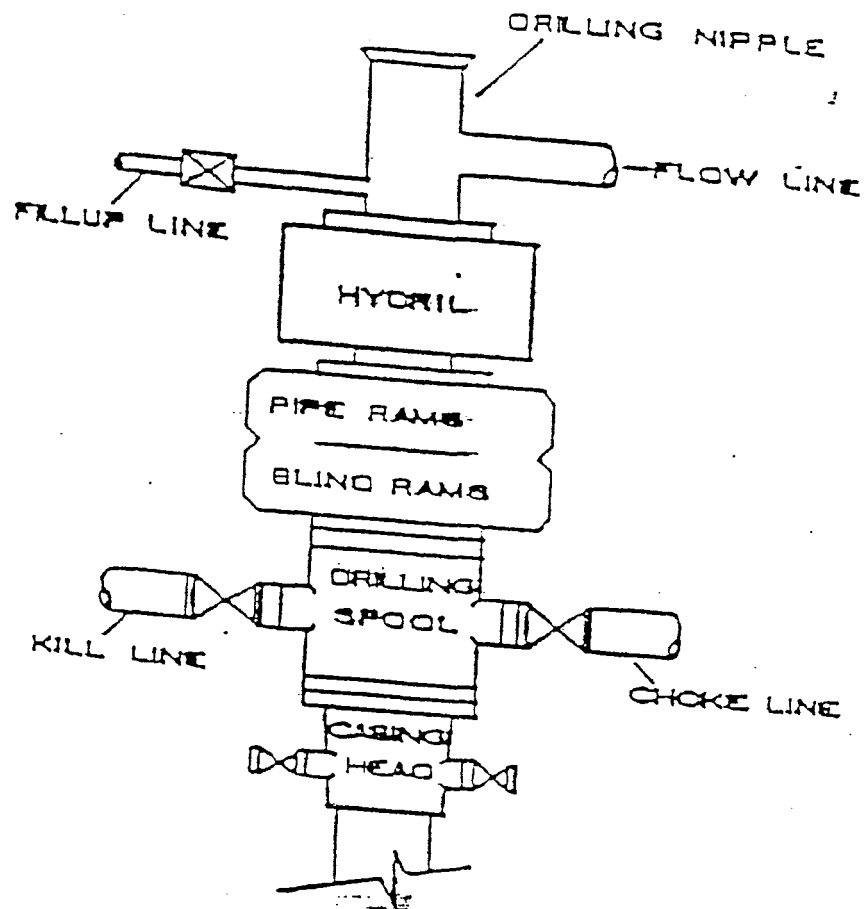 DRILLING NIPPLE
FLOW LINE
FILLUP LINE
HYDRIL
PIPE RAMS
BLIND RAMS
DRILLING
SPOOL
KILL LINE
CHOKE LINE
CASING
HEAD